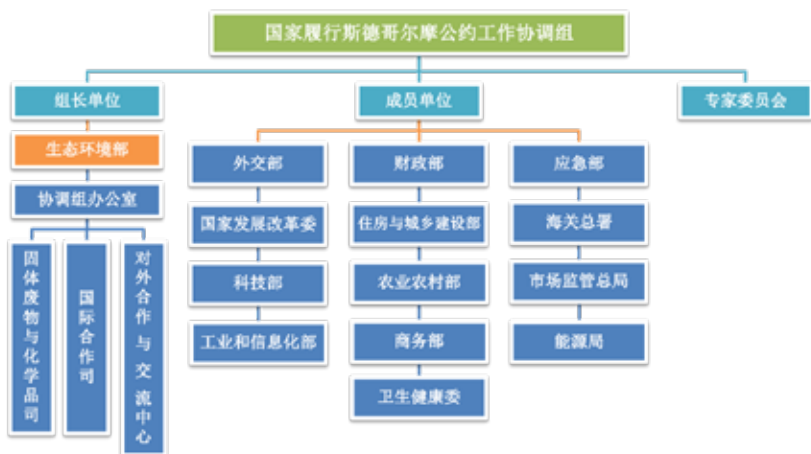 国家履行斯德哥尔摩公约工作协调组
组长单位
成员单位
专家委员会
生态环境部
协调组办公室
固体废物与化学品司
国际合作司
对外合作与交流中心
外交部
国家发展改革委
科技部
工业和信息化部
财政部
住房与城乡建设部
农业农村部
商务部
卫生健康委
应急部
海关总署
市场监管总局
能源局